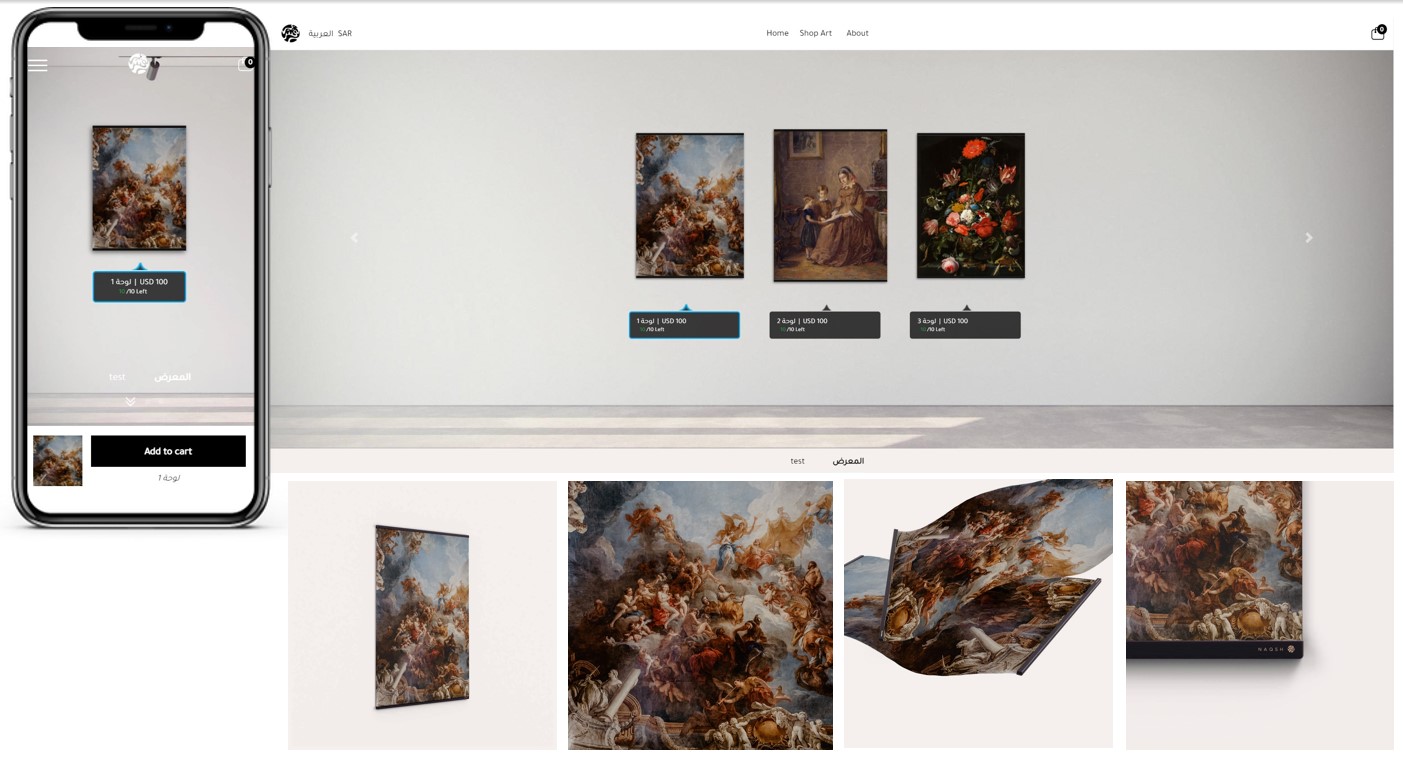 0
لوحة 1 | USD 100
10 /10 Left
test المعرض
Add to cart
لوحة 1
العربية SAR
Home Shop Art About
0
لوحة 1 | USD 100
10 /10 Left
لوحة 2 | USD 100
10 /10 Left
لوحة 3 | USD 100
10 /10 Left
test المعرض
NAQSH